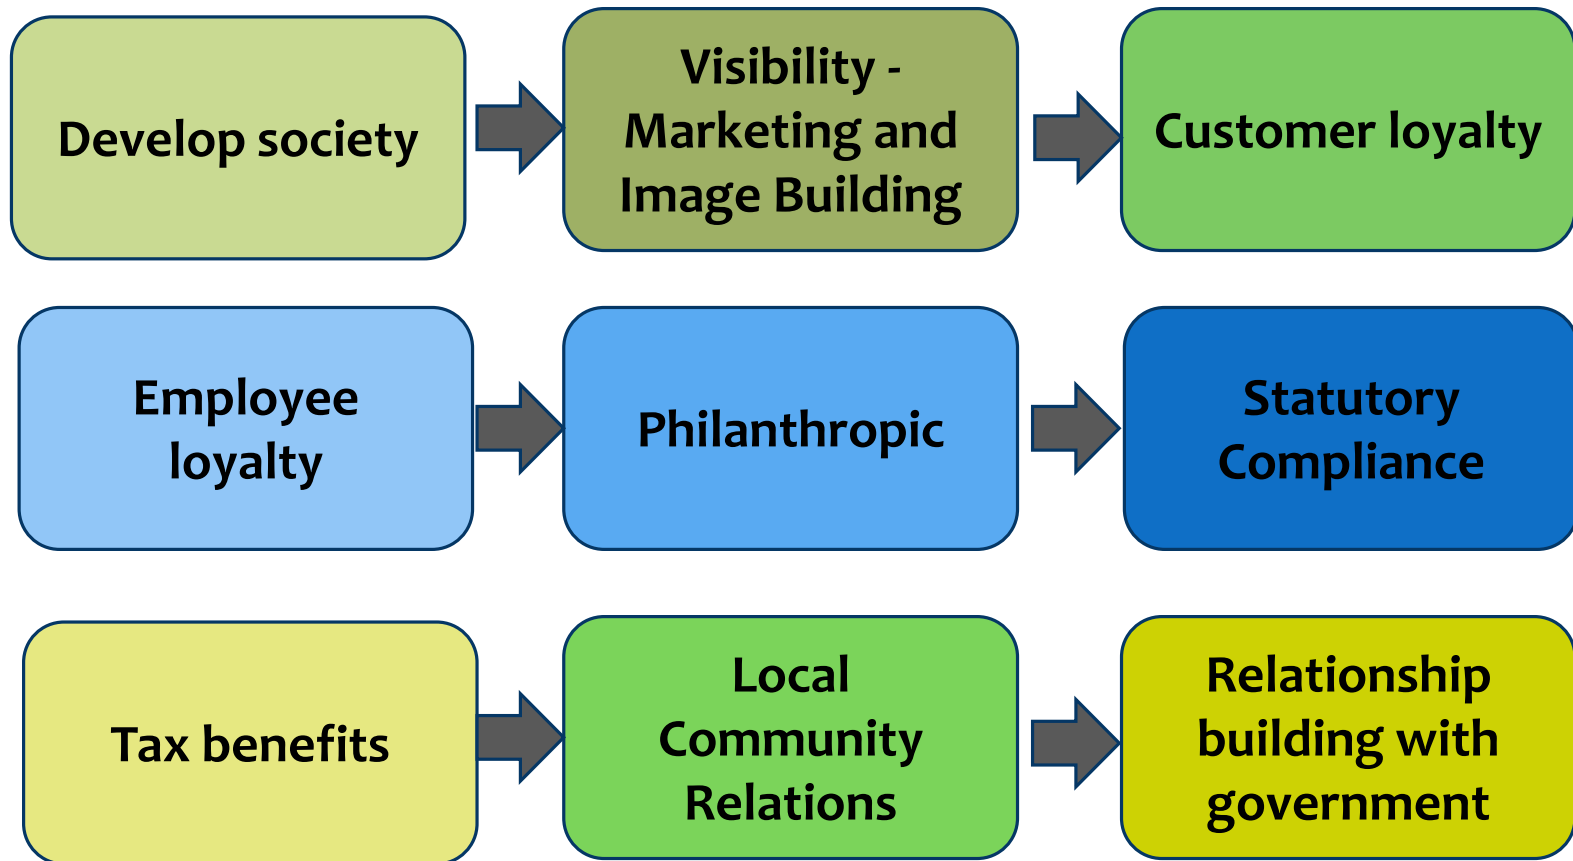 Develop society
Visibility -
Marketing and
Image Building
Customer loyalty
Employee
loyalty
Philanthropic
Statutory
Compliance
Tax benefits
Local
Community
Relations
Relationship
building with
government